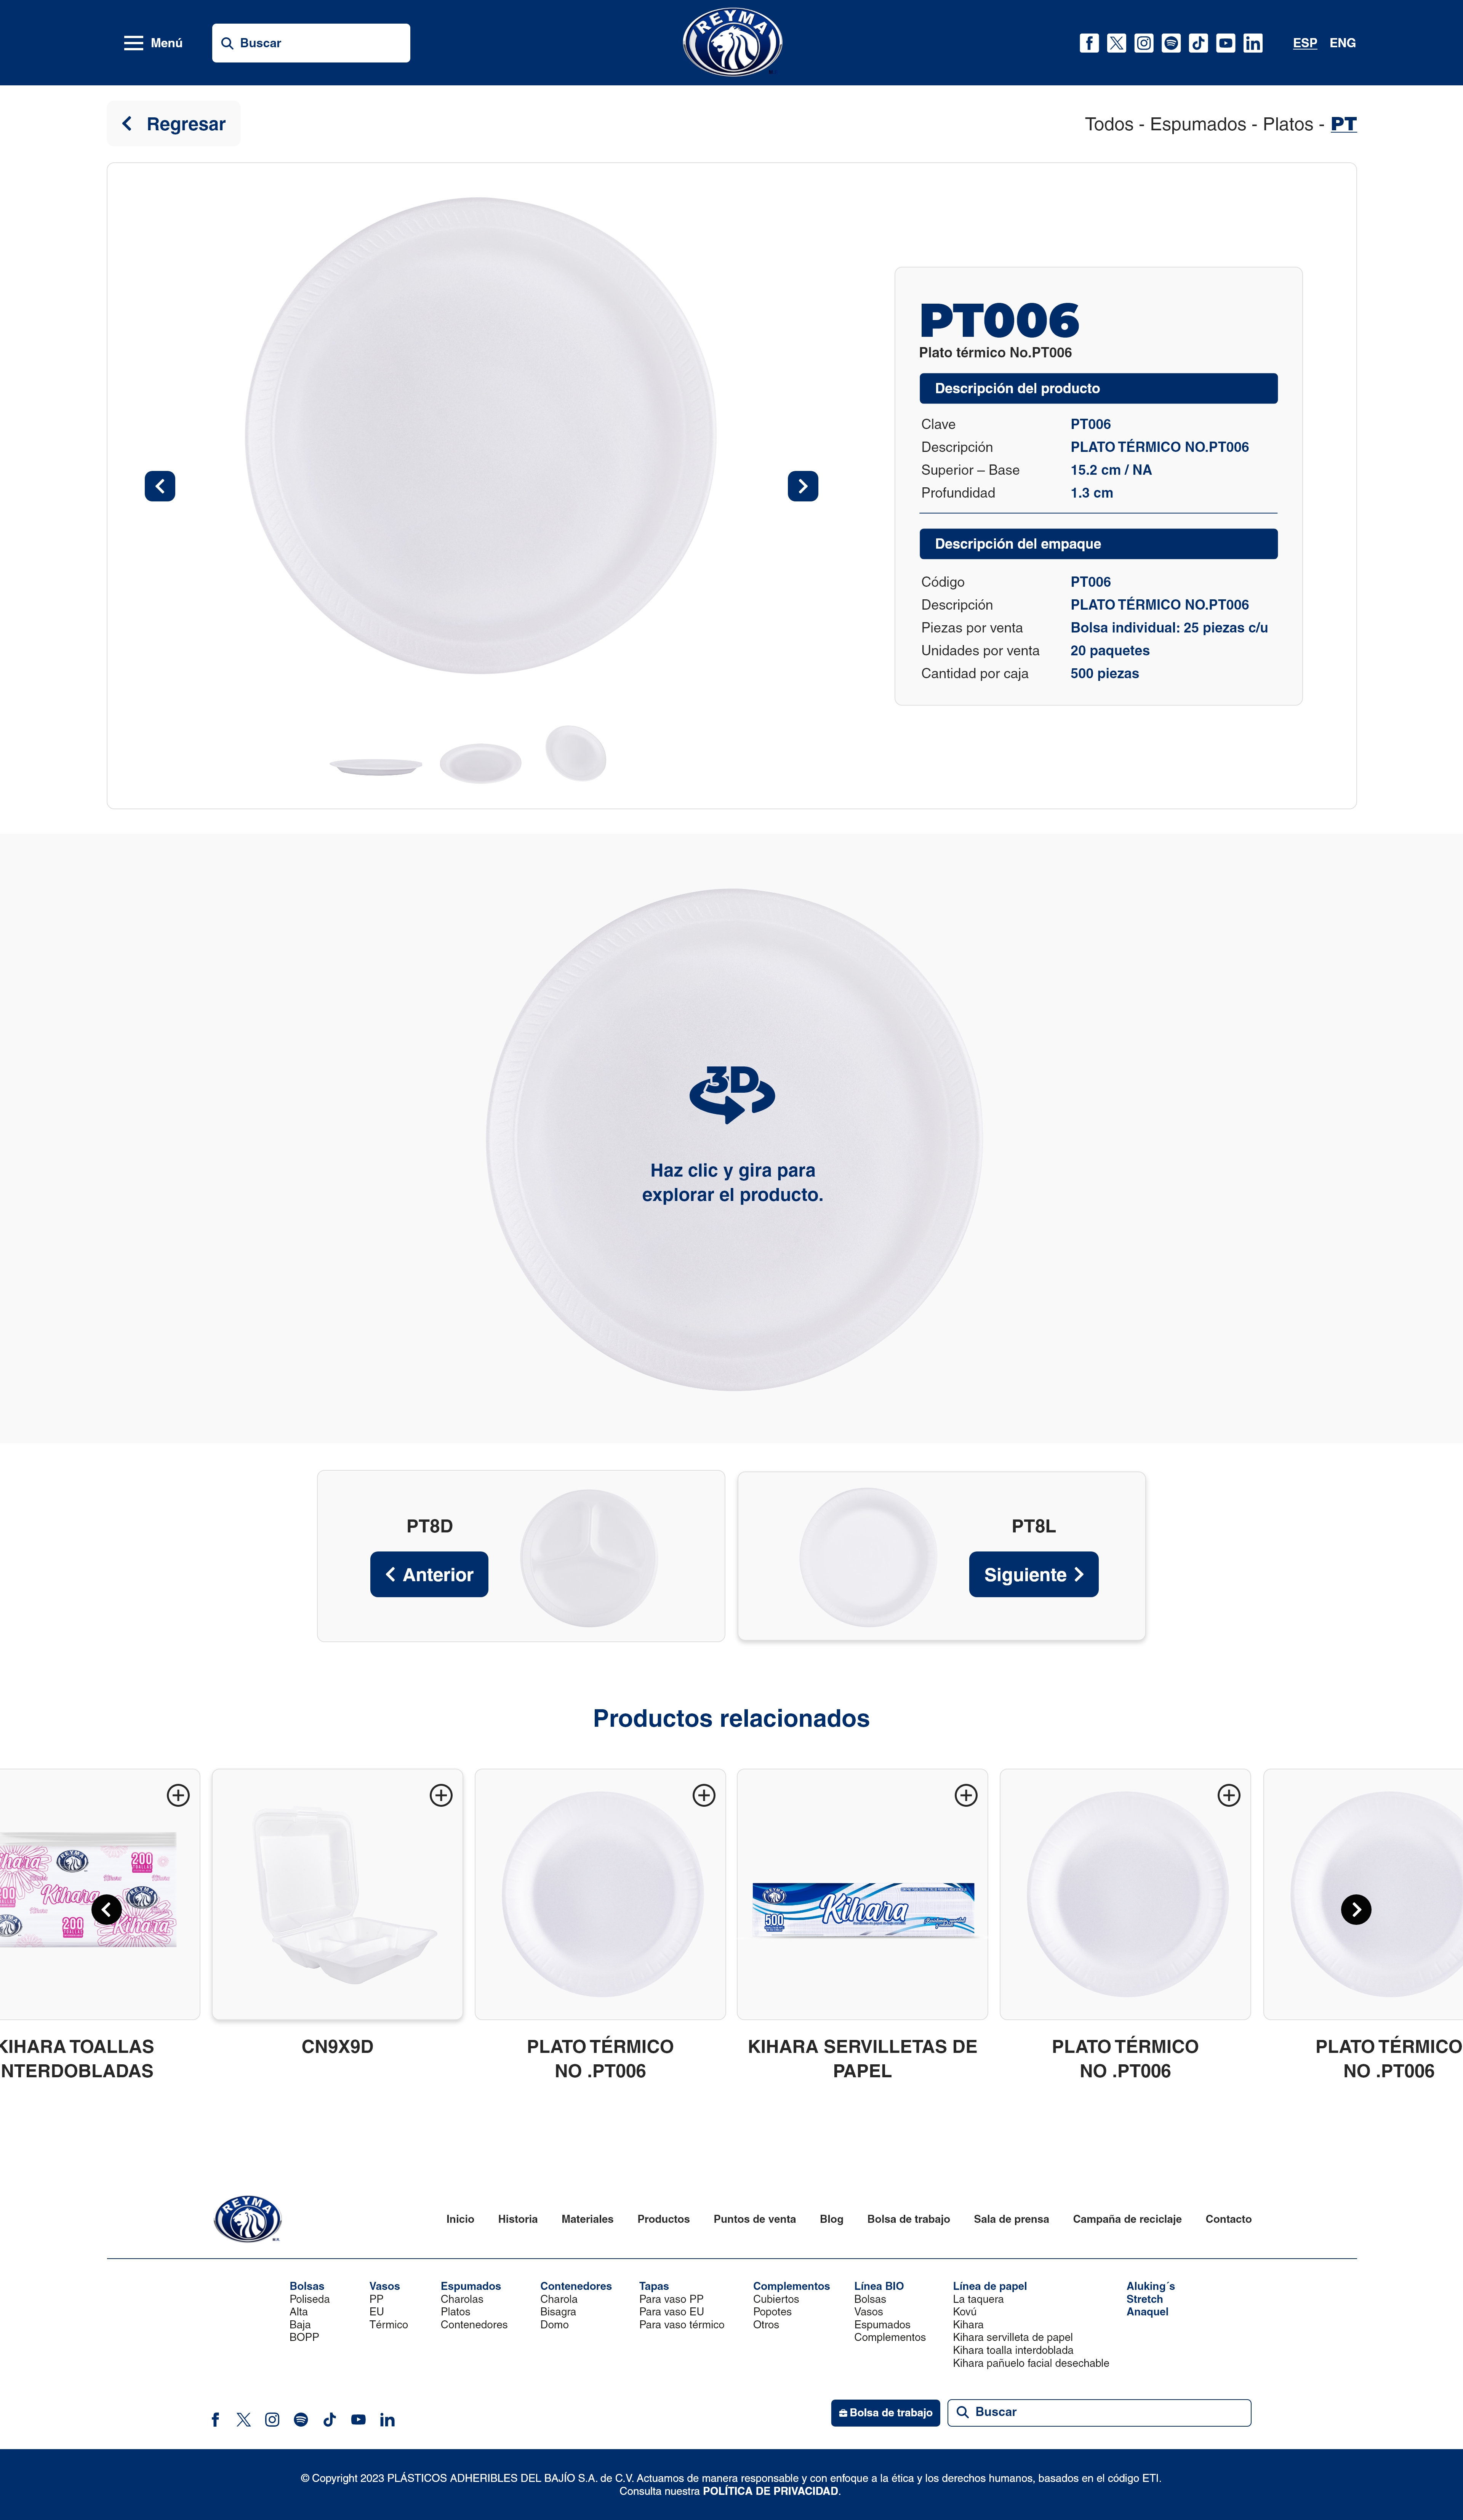 Menú
Buscar
REYMA
ESP ENG
Regresar
Todos - Espumados - Platos - PT
PT006
Plato térmico No.PT006
Descripción del producto
Clave PT006
Descripción PLATO TÉRMICO NO.PT006
Superior – Base 15.2 cm / NA
Profundidad 1.3 cm
Descripción del empaque
Código PT006
Descripción PLATO TÉRMICO NO.PT006
Piezas por venta Bolsa individual: 25 piezas c/u
Unidades por venta 20 paquetes
Cantidad por caja 500 piezas
3D
Haz clic y gira para
explorar el producto.
PT8D
Anterior
PT8L
Siguiente
Productos relacionados
Kihara
200
Kihara
200
Kihara
500
Kihara
KIHARA TOALLAS
NTERDOBLADAS
CN9X9D
PLATO TÉRMICO
NO .PT006
KIHARA SERVILLETAS DE
PAPEL
PLATO TÉRMICO
NO .PT006
PLATO TÉRMICO
NO .PT006
REYMA
Inicio Historia Materiales Productos Puntos de venta Blog Bolsa de trabajo Sala de prensa Campaña de reciclaje Contacto
Bolsas
Poliseda
Alta
Baja
BOPP
Vasos
PP
EU
Térmico
Espumados
Charolas
Platos
Contenedores
Contenedores
Charola
Bisagra
Domo
Tapas
Para vaso PP
Para vaso EU
Para vaso térmico
Complementos
Cubiertos
Popotes
Otros
Línea BIO
Bolsas
Vasos
Espumados
Complementos
Línea de papel
La taquera
Kovú
Kihara
Kihara servilleta de papel
Kihara toalla interdoblada
Kihara pañuelo facial desechable
Aluking´s
Stretch
Anaquel
Bolsa de trabajo
Buscar
© Copyright 2023 PLÁSTICOS ADHERIBLES DEL BAJÍO S.A. de C.V. Actuamos de manera responsable y con enfoque a la ética y los derechos humanos, basados en el código ETI.
Consulta nuestra POLÍTICA DE PRIVACIDAD.